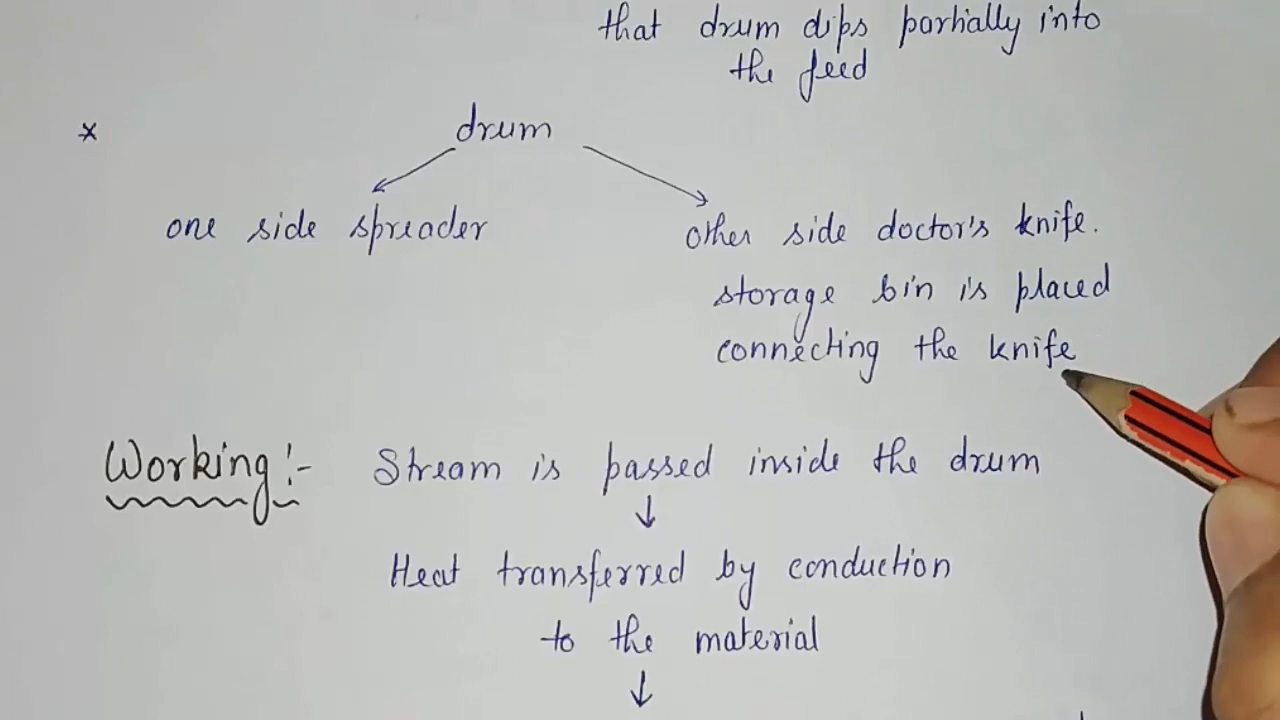 that drum dips partially into
the feed
* drum
one side spreader
other side doctor's knife.
storage bin is placed
connecting the knife
Working :- Stream is passed inside the drum
↓
Heat transferred by conduction
to the material
↓